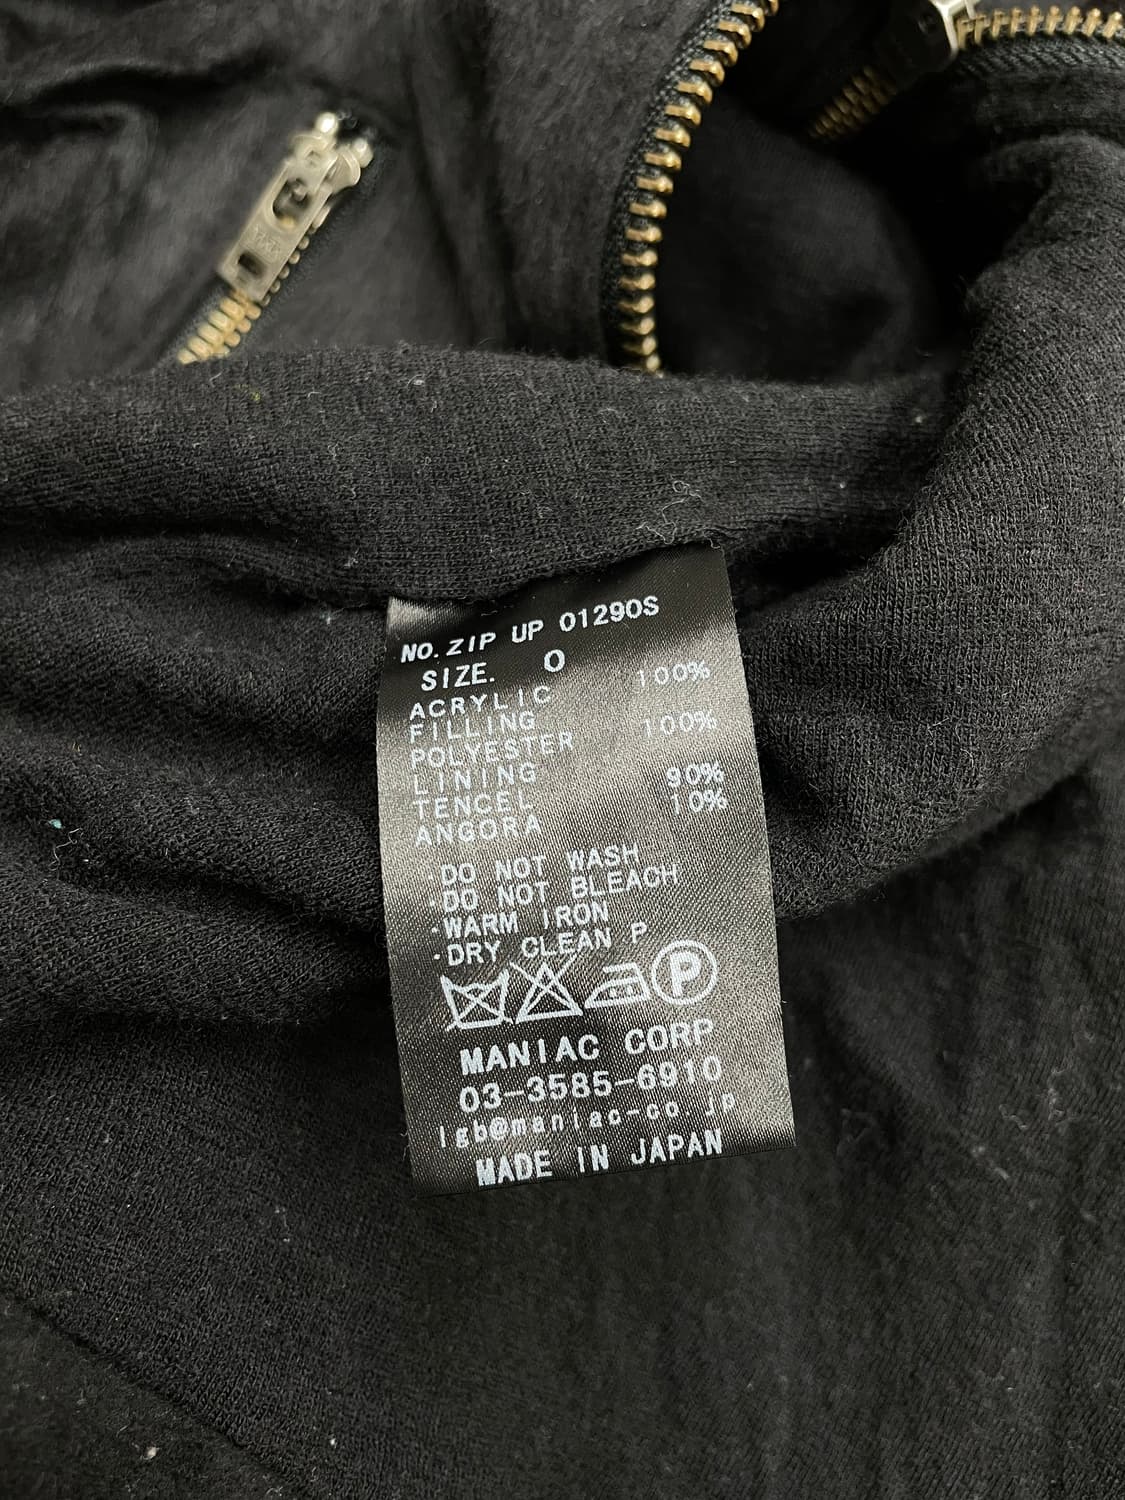 NO. ZIP UP 01290S
SIZE. 0
ACRYLIC 100%
FILLING
POLYESTER 100%
LINING
TENCEL 90%
ANGORA 10%
·DO NOT WASH
·DO NOT BLEACH
·WARM IRON
·DRY CLEAN P
P
MANIAC CORP
03-3585-6910
lgb@maniac-co.jp
MADE IN JAPAN